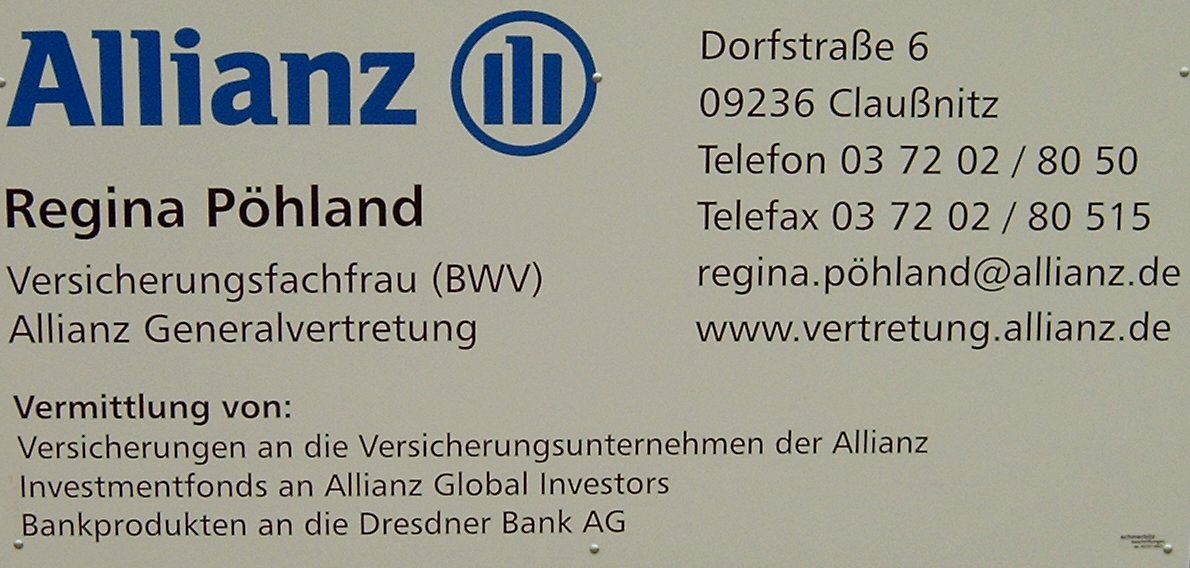 Allianz
Regina Pöhland
Versicherungsfachfrau (BWV)
Allianz Generalvertretung
Dorfstraße 6
09236 Claußnitz
Telefon 03 72 02 / 80 50
Telefax 03 72 02 / 80 515
regina.pöhland@allianz.de
www.vertretung.allianz.de
Vermittlung von:
Versicherungen an die Versicherungsunternehmen der Allianz
Investmentfonds an Allianz Global Investors
Bankprodukten an die Dresdner Bank AG